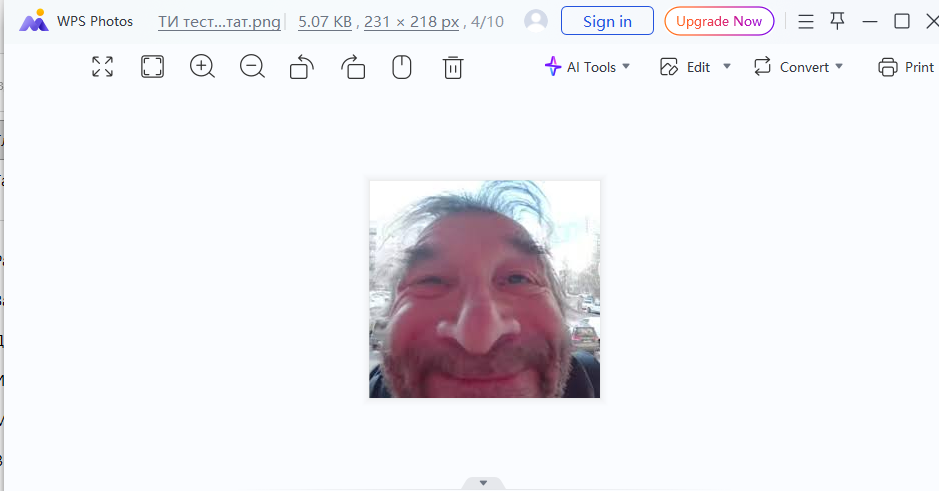 WPS Photos ТИ тест...тат.png 5.07 KB , 231 × 218 px , 4/10 Sign in Upgrade Now
AI Tools Edit Convert Print